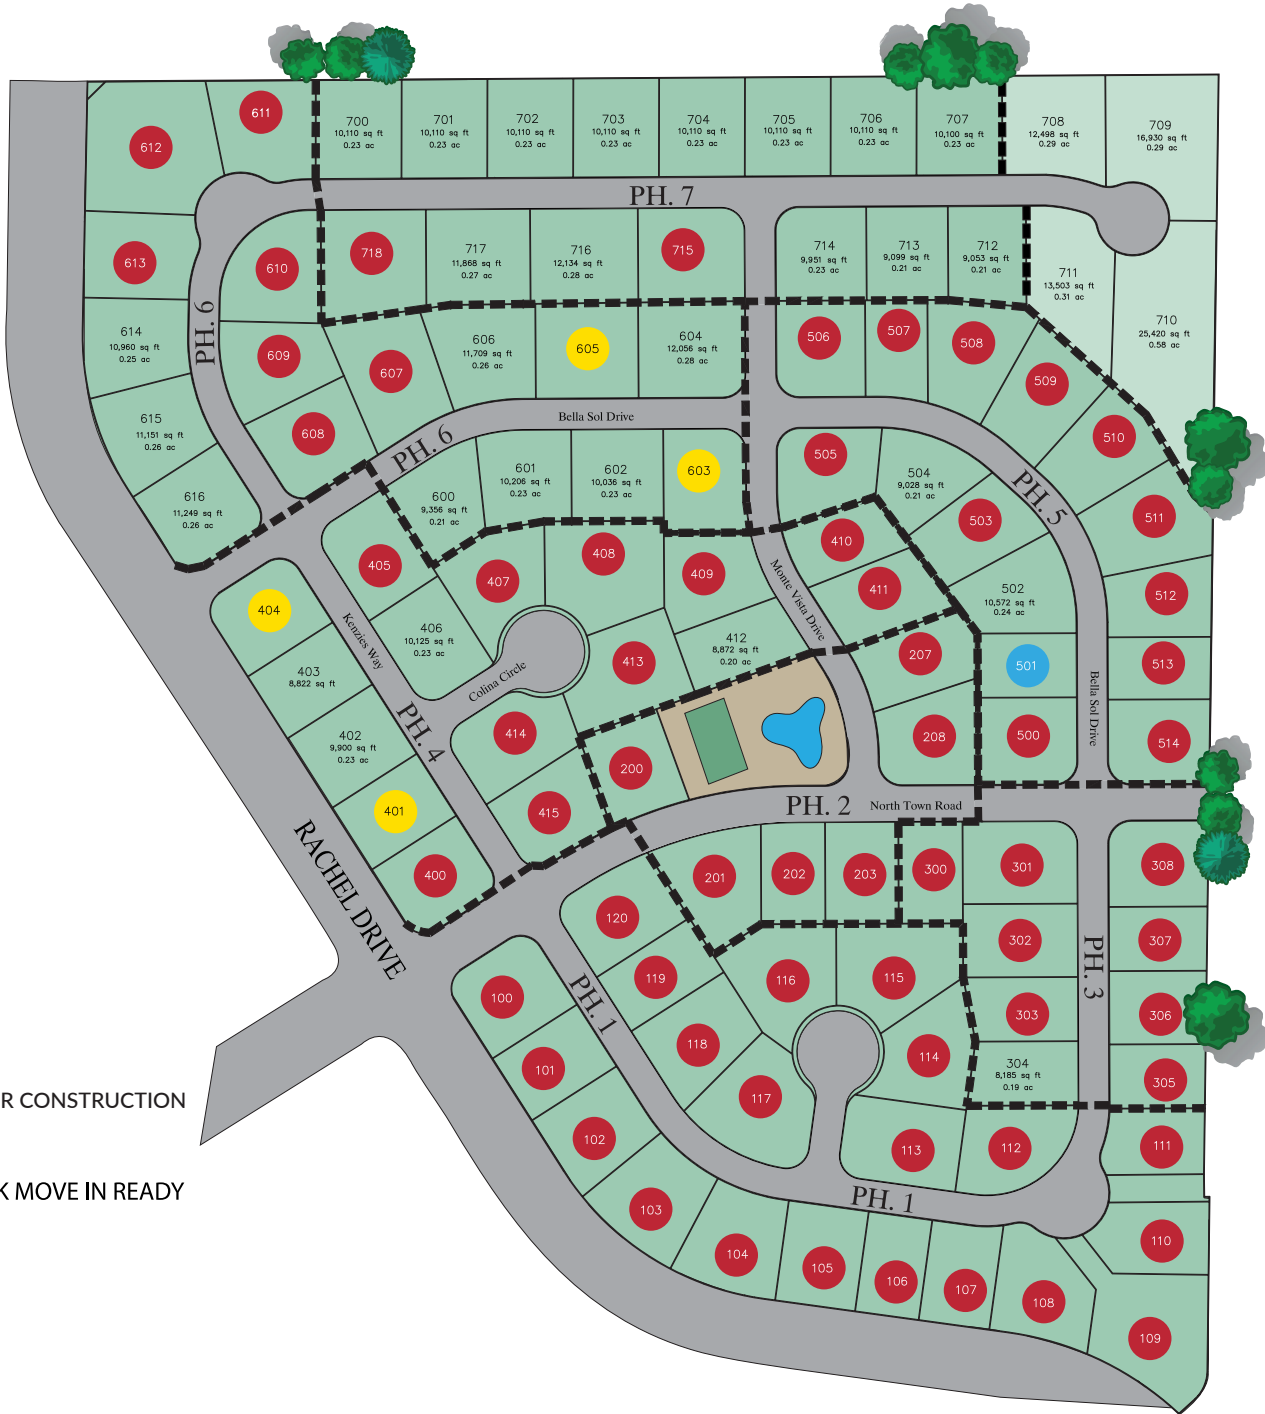 611
612
700
10,110 sq ft
0.23 ac
701
10,110 sq ft
0.23 ac
702
10,110 sq ft
0.23 ac
703
10,110 sq ft
0.23 ac
704
10,110 sq ft
0.23 ac
705
10,110 sq ft
0.23 ac
706
10,110 sq ft
0.23 ac
707
10,100 sq ft
0.23 ac
708
12,498 sq ft
0.29 ac
709
16,930 sq ft
0.29 ac
PH. 7
613
610
718
717
11,868 sq ft
0.27 ac
716
12,134 sq ft
0.28 ac
715
714
9,951 sq ft
0.23 ac
713
9,099 sq ft
0.21 ac
712
9,053 sq ft
0.21 ac
711
13,503 sq ft
0.31 ac
710
25,420 sq ft
0.58 ac
614
10,960 sq ft
0.25 ac
PH. 6
609
607
606
11,709 sq ft
0.26 ac
605
604
12,056 sq ft
0.28 ac
506
507
508
509
510
615
11,151 sq ft
0.26 ac
608
PH. 6
Bella Sol Drive
616
11,249 sq ft
0.26 ac
600
9,356 sq ft
0.21 ac
601
10,206 sq ft
0.23 ac
602
10,036 sq ft
0.23 ac
603
505
504
9,028 sq ft
0.21 ac
PH. 5
503
511
405
407
408
409
410
411
Monte Vista Drive
502
10,572 sq ft
0.24 ac
512
404
Kenzies Way
406
10,125 sq ft
0.23 ac
412
8,872 sq ft
0.20 ac
413
207
501
513
403
8,822 sq ft
Colina Circle
Bella Sol Drive
402
9,900 sq ft
0.23 ac
PH. 4
414
200
208
500
514
401
415
PH. 2
North Town Road
RACHEL DRIVE
400
201
202
203
300
301
308
120
302
307
PH. 3
119
116
115
100
PH. 1
303
306
118
114
304
8,185 sq ft
0.19 ac
305
101
117
R CONSTRUCTION
102
113
112
111
K MOVE IN READY
PH. 1
103
104
105
106
107
108
110
109